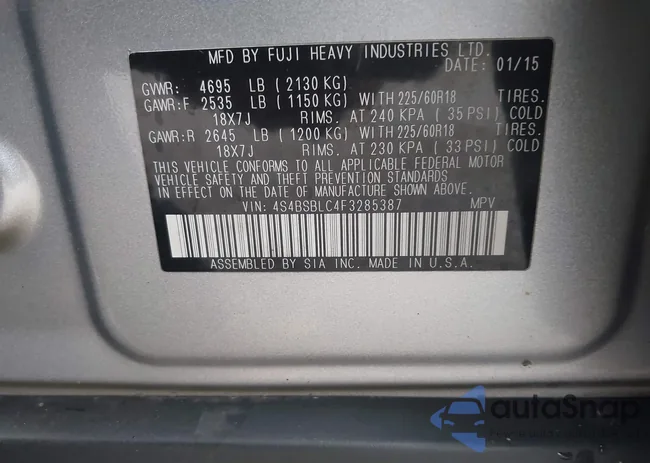 MFD BY FUJI HEAVY INDUSTRIES LTD.
DATE: 01/15
GVWR: 4695 LB (2130 KG)
GAWR:F 2535 LB (1150 KG) WITH 225/60R18 TIRES.
18X7J RIMS. AT 240 KPA (35 PSI) COLD
GAWR:R 2645 LB (1200 KG) WITH 225/60R18 TIRES.
18X7J RIMS. AT 230 KPA (33 PSI) COLD
THIS VEHICLE CONFORMS TO ALL APPLICABLE FEDERAL MOTOR
VEHICLE SAFETY AND THEFT PREVENTION STANDARDS
IN EFFECT ON THE DATE OF MANUFACTURE SHOWN ABOVE.
VIN: 4S4BSBLC4F3285387 MPV
ASSEMBLED BY SIA INC. MADE IN U.S.A.
autoSnap